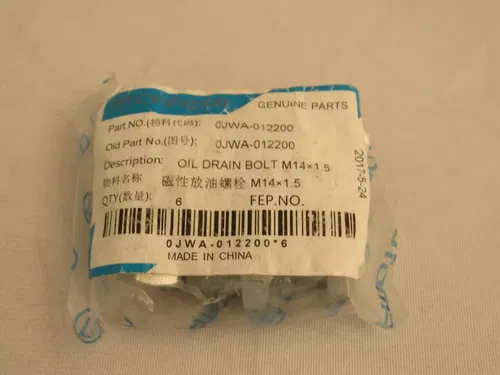 GENUINE PARTS
Part NO.(物料代码): 0JWA-012200
Old Part No.(图号): 0JWA-012200
Description: OIL DRAIN BOLT M14×1.5
物料名称 磁性放油螺栓 M14×1.5
QTY(数量): 6 FEP.NO.
0JWA-012200*6
MADE IN CHINA
2017-5-24